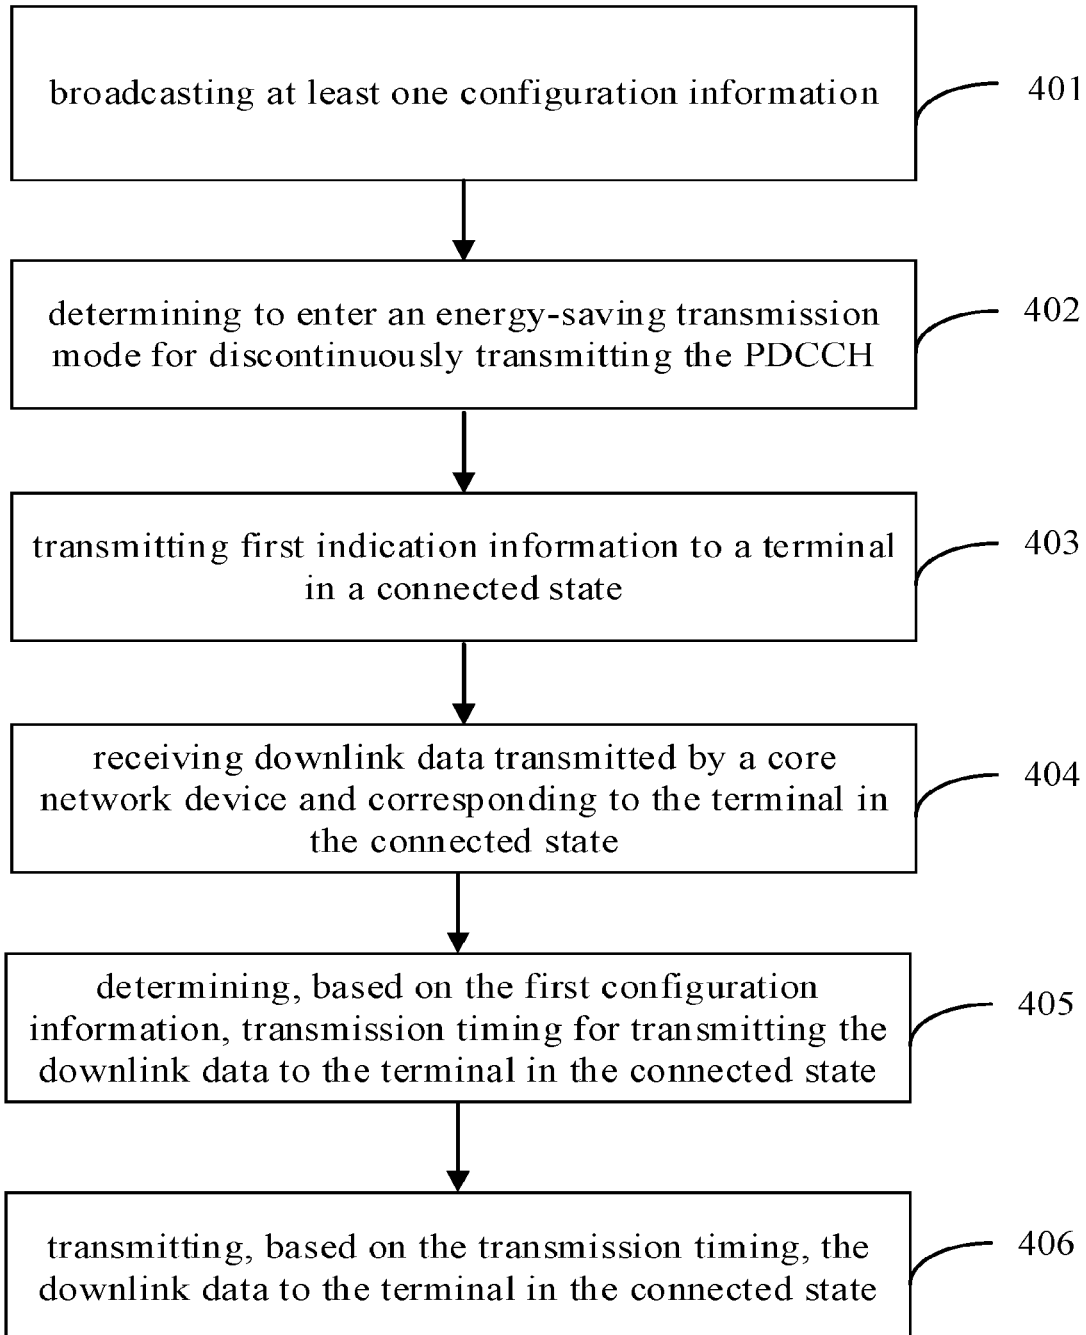 broadcasting at least one configuration information
401
determining to enter an energy-saving transmission
mode for discontinuously transmitting the PDCCH
402
transmitting first indication information to a terminal
in a connected state
403
receiving downlink data transmitted by a core
network device and corresponding to the terminal in
the connected state
404
determining, based on the first configuration
information, transmission timing for transmitting the
downlink data to the terminal in the connected state
405
transmitting, based on the transmission timing, the
downlink data to the terminal in the connected state
406